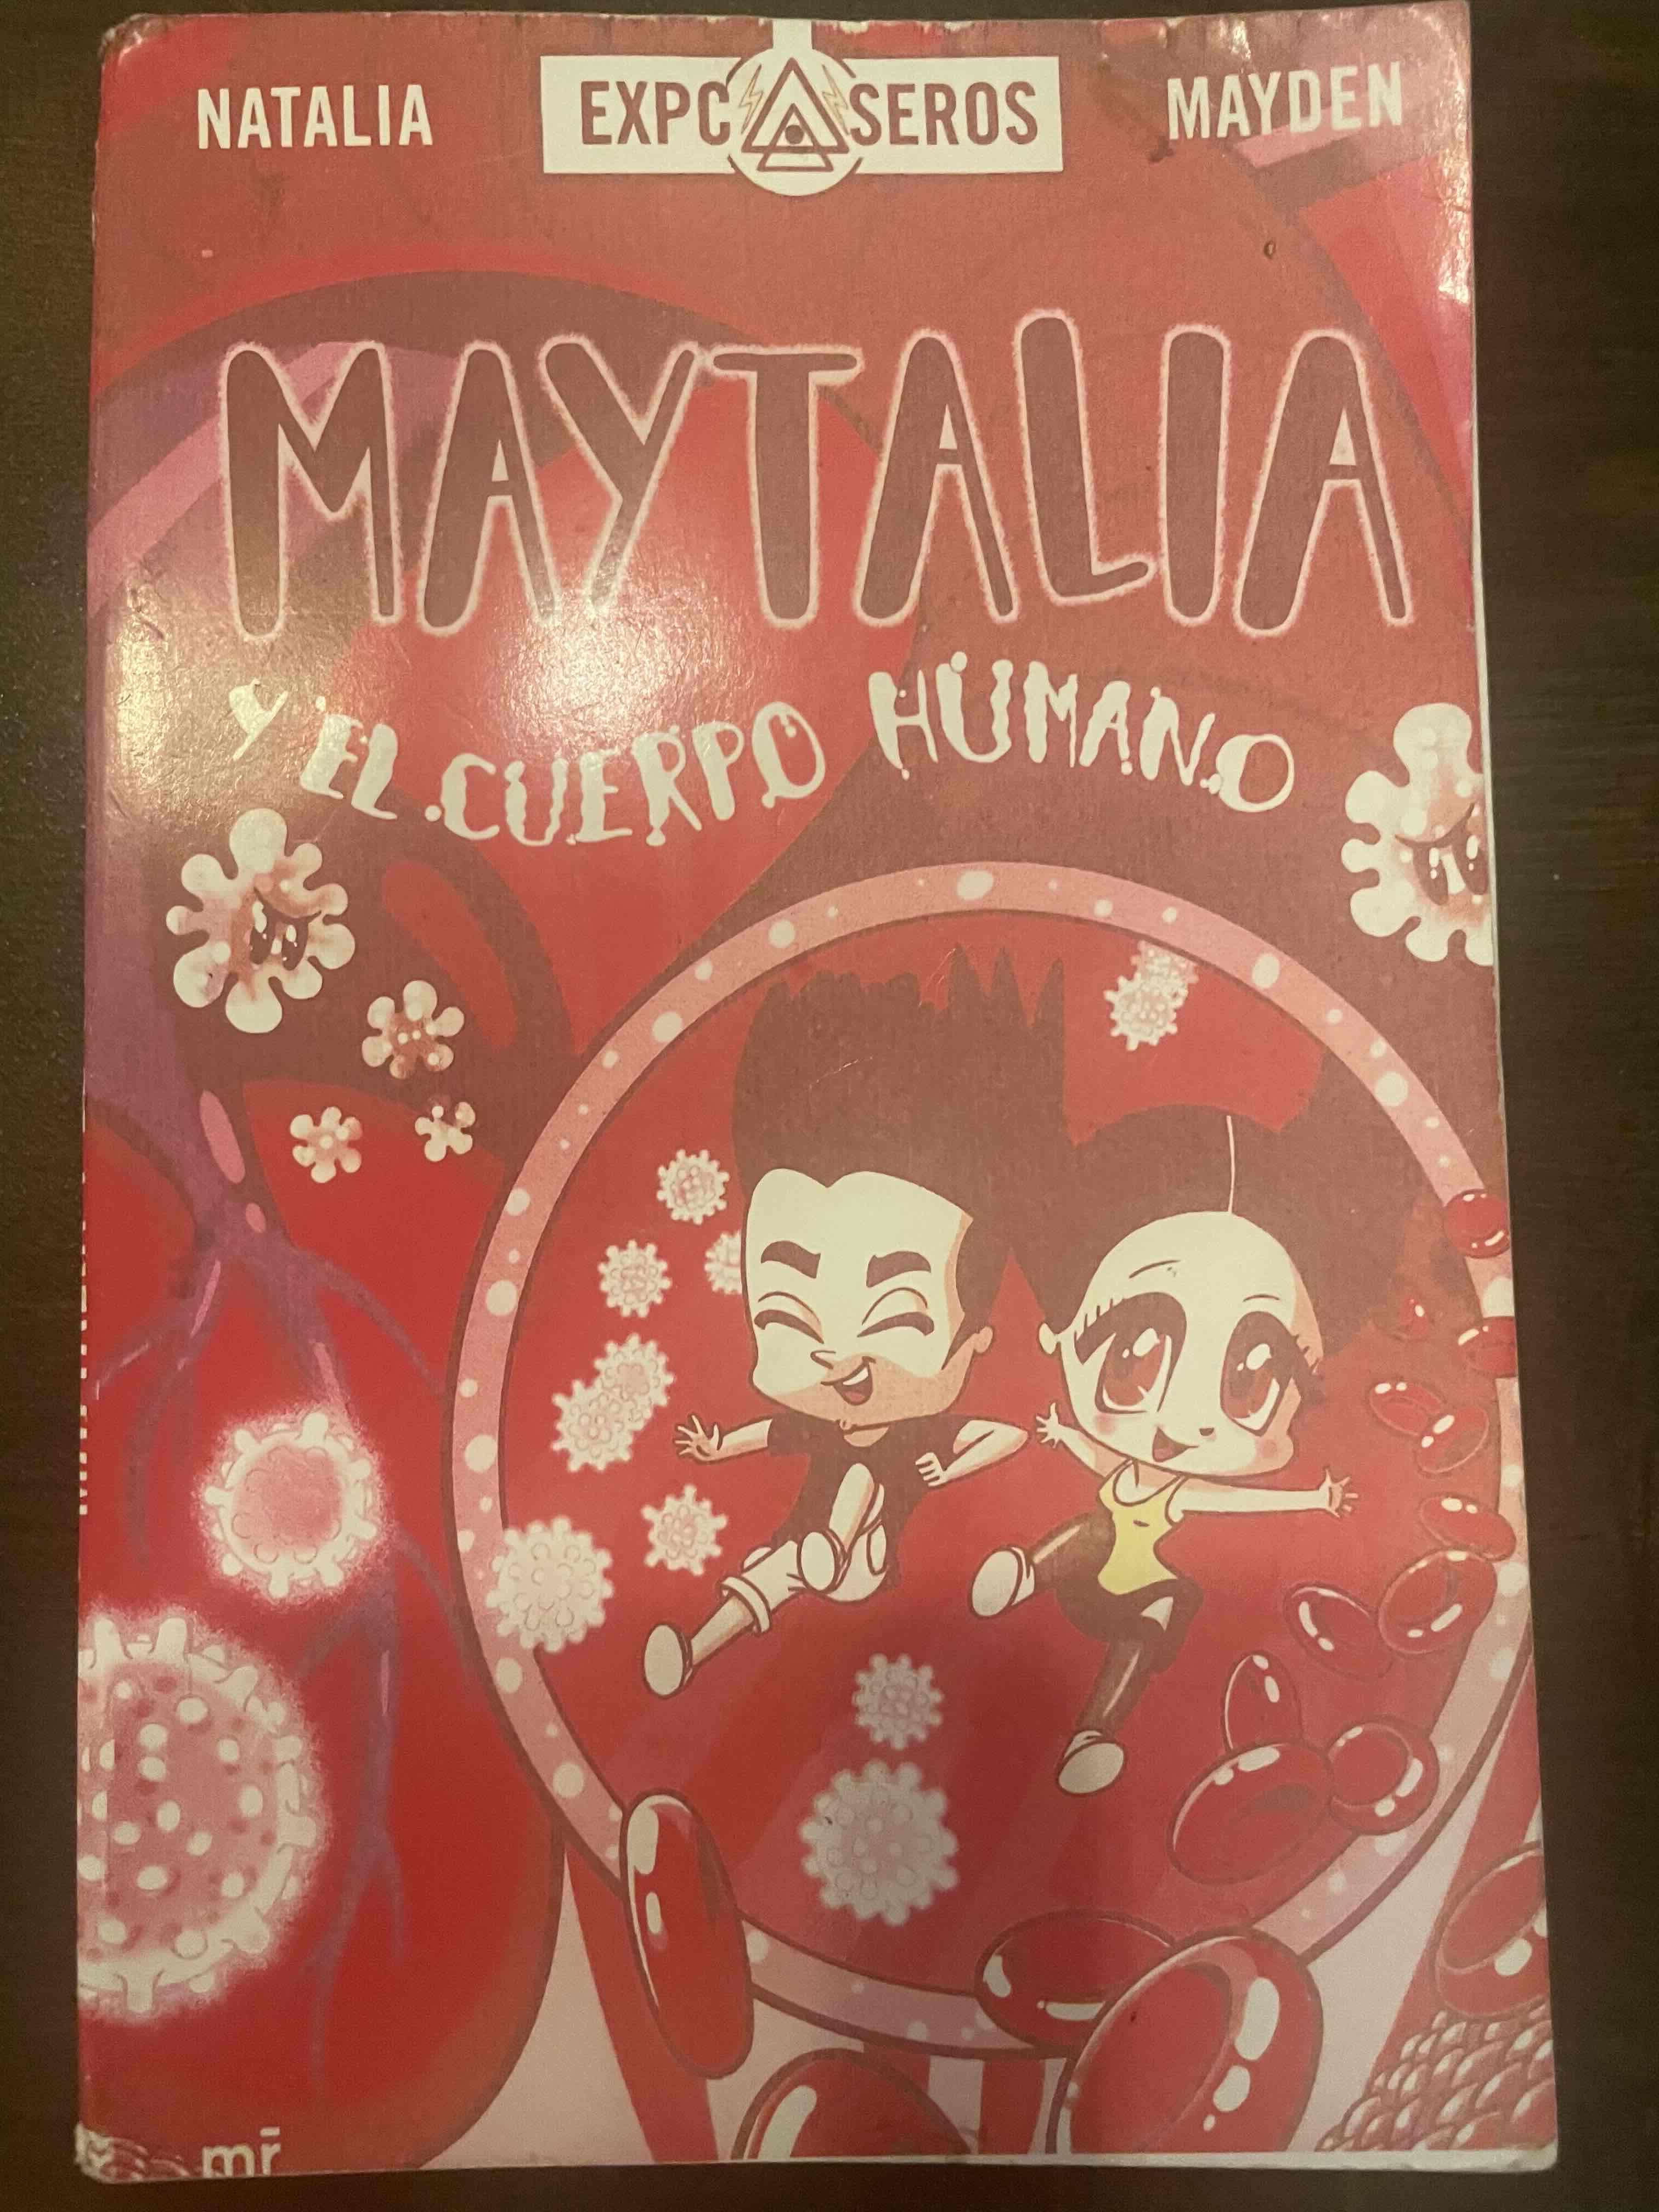 NATALIA
EXPCASEROS
MAYDEN
MAYTALIA
Y EL CUERPO HUMANO
mr